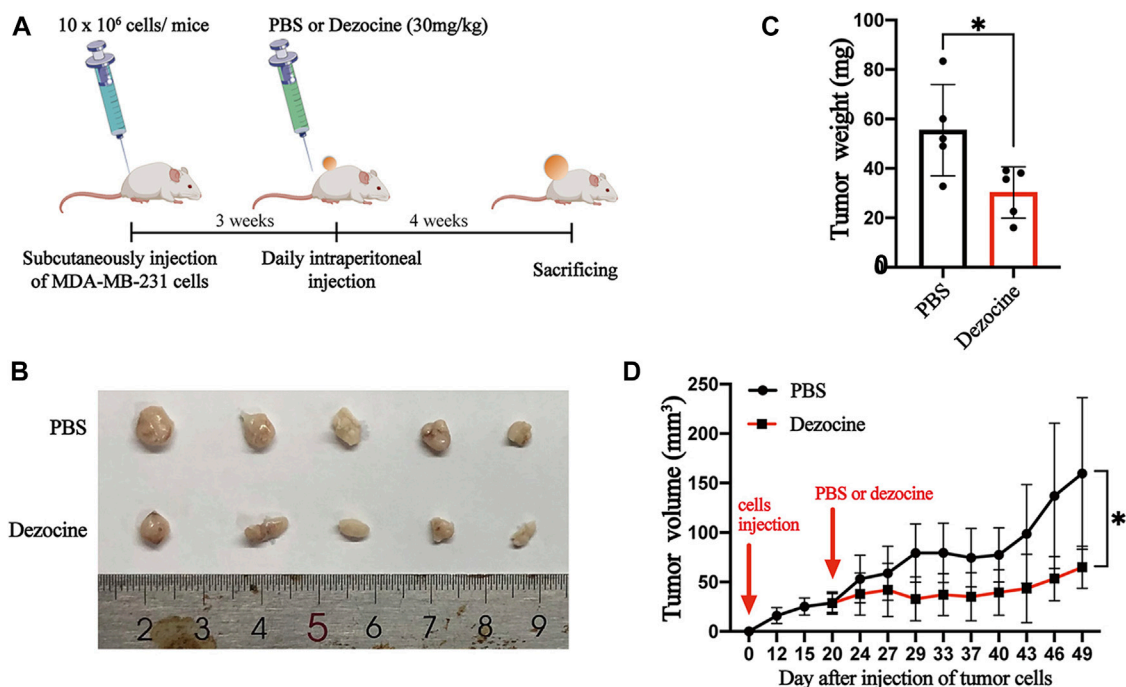 A
10 x 10⁶ cells/ mice
PBS or Dezocine (30mg/kg)
3 weeks
4 weeks
Subcutaneously injection
of MDA-MB-231 cells
Daily intraperitoneal
injection
Sacrificing
B
PBS
Dezocine
2 3 4 5 6 7 8 9
C
Tumor weight (mg)
100
80
60
40
20
0
0
*
PBS
Dezocine
D
Tumor volume (mm³)
250
200
150
100
50
0
PBS
Dezocine
cells
injection
PBS or dezocine
*
0 12 15 20 24 27 29 33 37 40 43 46 49
Day after injection of tumor cells